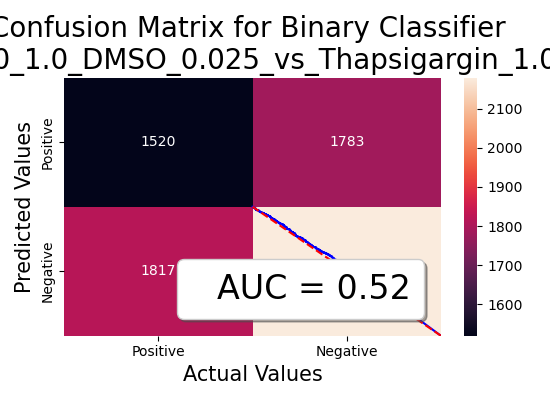 Confusion Matrix for Binary Classifier
0_1.0_DMSO_0.025_vs_Thapsigargin_1.0
Predicted Values
Positive
Negative
1520
1783
1817
AUC = 0.52
Positive
Negative
Actual Values
2100
2000
1900
1800
1700
1600